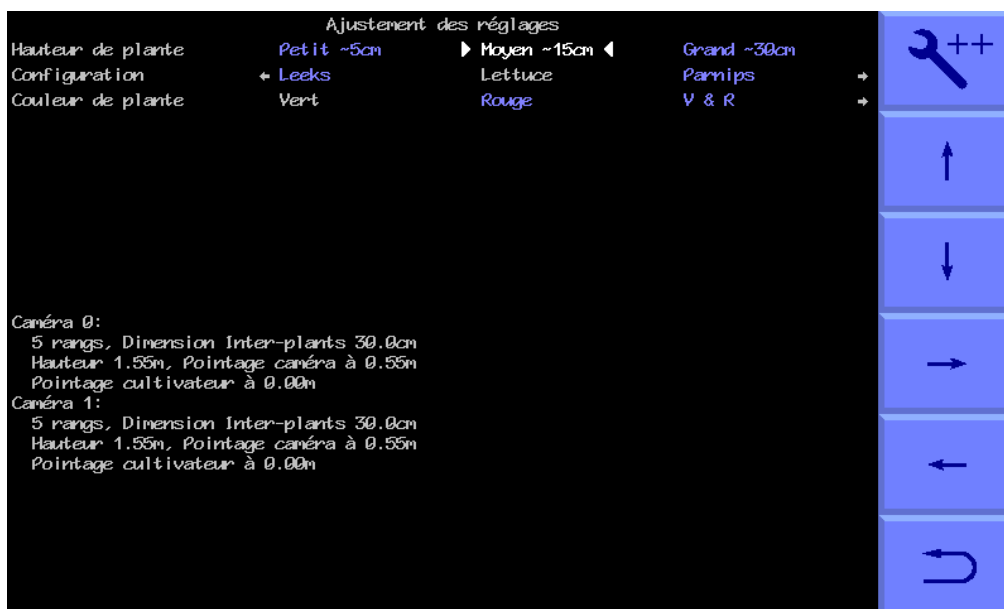 Ajustement des réglages
Hauteur de plante Petit ~5cm Moyen ~15cm Grand ~30cm
Configuration Leeks Lettuce Parnips
Couleur de plante Vert Rouge V & R
++
Caméra 0:
5 rangs, Dimension Inter-plants 30.0cm
Hauteur 1.55m, Pointage caméra à 0.55m
Pointage cultivateur à 0.00m
Caméra 1:
5 rangs, Dimension Inter-plants 30.0cm
Hauteur 1.55m, Pointage caméra à 0.55m
Pointage cultivateur à 0.00m